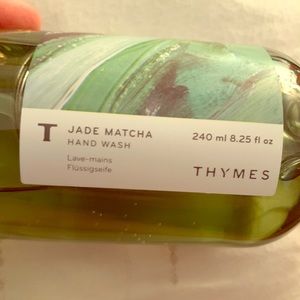 T JADE MATCHA 240 ml 8.25 fl oz
HAND WASH
Lave-mains
Flüssigseife THYMES